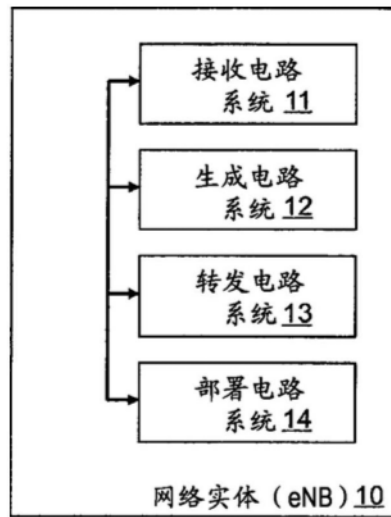 接收电路
系统 11
生成电路
系统 12
转发电路
系统 13
部署电路
系统 14
网络实体（eNB）10